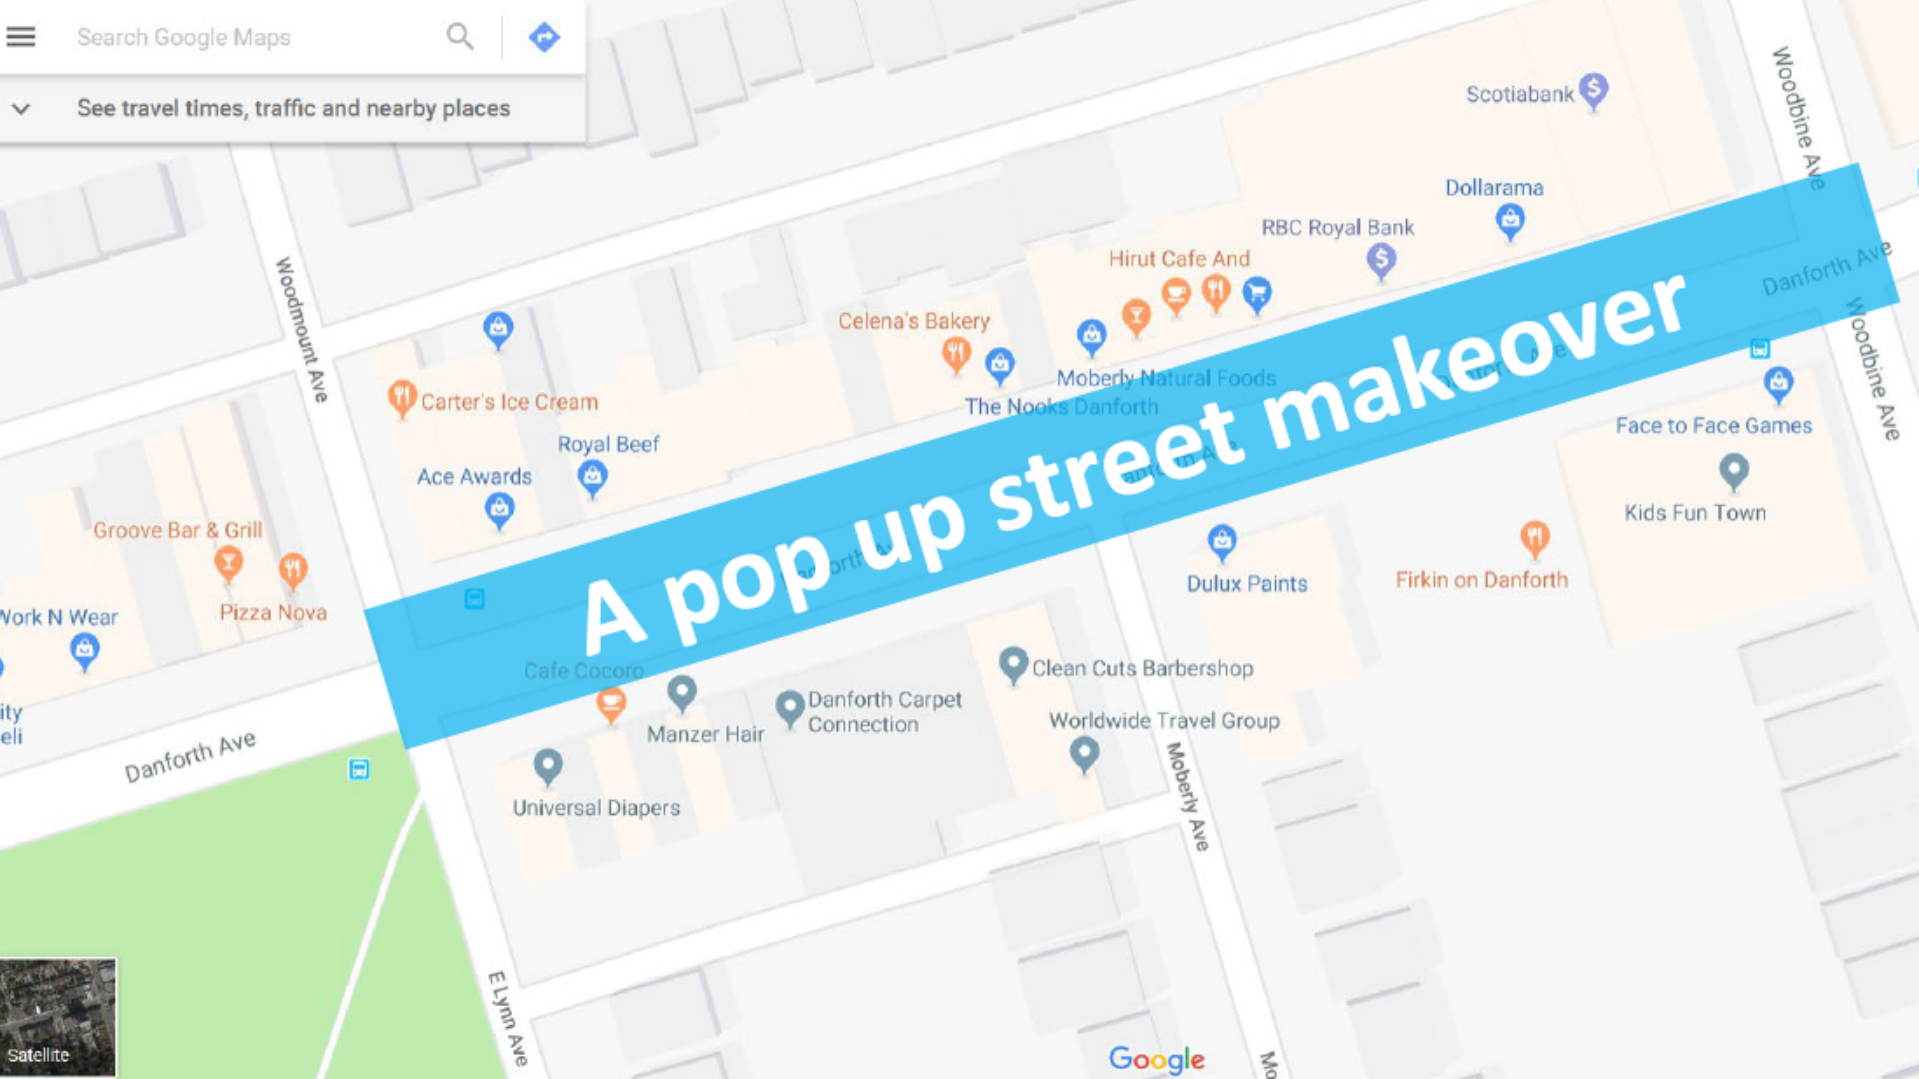 Search Google Maps
See travel times, traffic and nearby places
Scotiabank
Woodbine Ave
Dollarama
RBC Royal Bank
Hirut Cafe And
Danforth Ave
Woodmount Ave
Celena's Bakery
Woodbine Ave
Moberly Natural Foods
The Nooks Danforth
Carter's Ice Cream
Royal Beef
Ace Awards
Face to Face Games
Kids Fun Town
A pop up street makeover
Groove Bar & Grill
Pizza Nova
Work N Wear
Dulux Paints
Firkin on Danforth
Cafe Cocoro
Clean Cuts Barbershop
Danforth Carpet
Connection
Manzer Hair
Worldwide Travel Group
ity
eli
Danforth Ave
Universal Diapers
Moberly Ave
E Lynn Ave
Satellite
Google
Mo